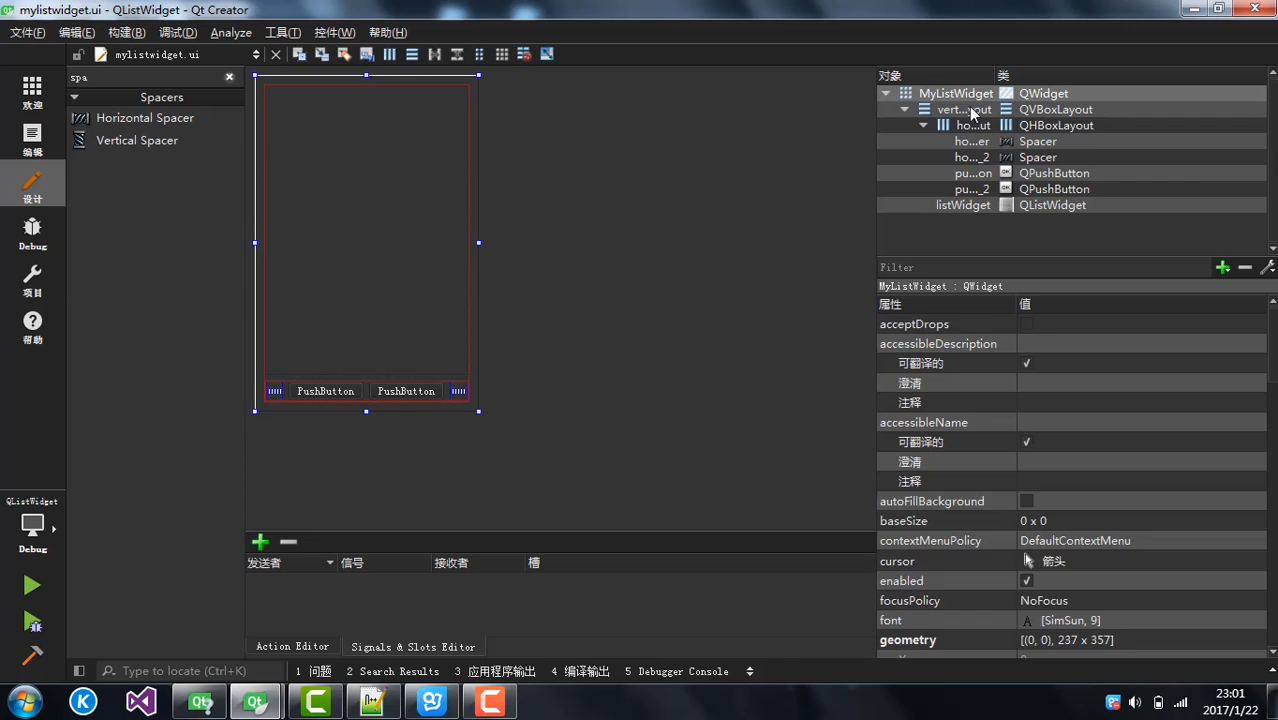 mylistwidget.ui - QListWidget - Qt Creator
文件(F) 编辑(E) 构建(B) 调试(D) Analyze 工具(T) 控件(W) 帮助(H)
mylistwidget.ui
spa
Spacers
Horizontal Spacer
Vertical Spacer
欢迎
编辑
设计
Debug
项目
帮助
QListWidget
Debug
PushButton PushButton
对象 类
MyListWidget QWidget
vert...out QVBoxLayout
ho...ut QHBoxLayout
ho...er Spacer
ho..._2 Spacer
pu...on QPushButton
pu..._2 QPushButton
listWidget QListWidget
Filter
MyListWidget : QWidget
属性 值
acceptDrops
accessibleDescription
可翻译的
澄清
注释
accessibleName
可翻译的
澄清
注释
autoFillBackground
baseSize 0 x 0
contextMenuPolicy DefaultContextMenu
cursor 箭头
enabled
focusPolicy NoFocus
font A [SimSun, 9]
geometry [(0, 0), 237 x 357]
发送者 信号 接收者 槽
Action Editor Signals & Slots Editor
Type to locate (Ctrl+K) 1 问题 2 Search Results 3 应用程序输出 4 编译输出 5 Debugger Console
23:01
2017/1/22